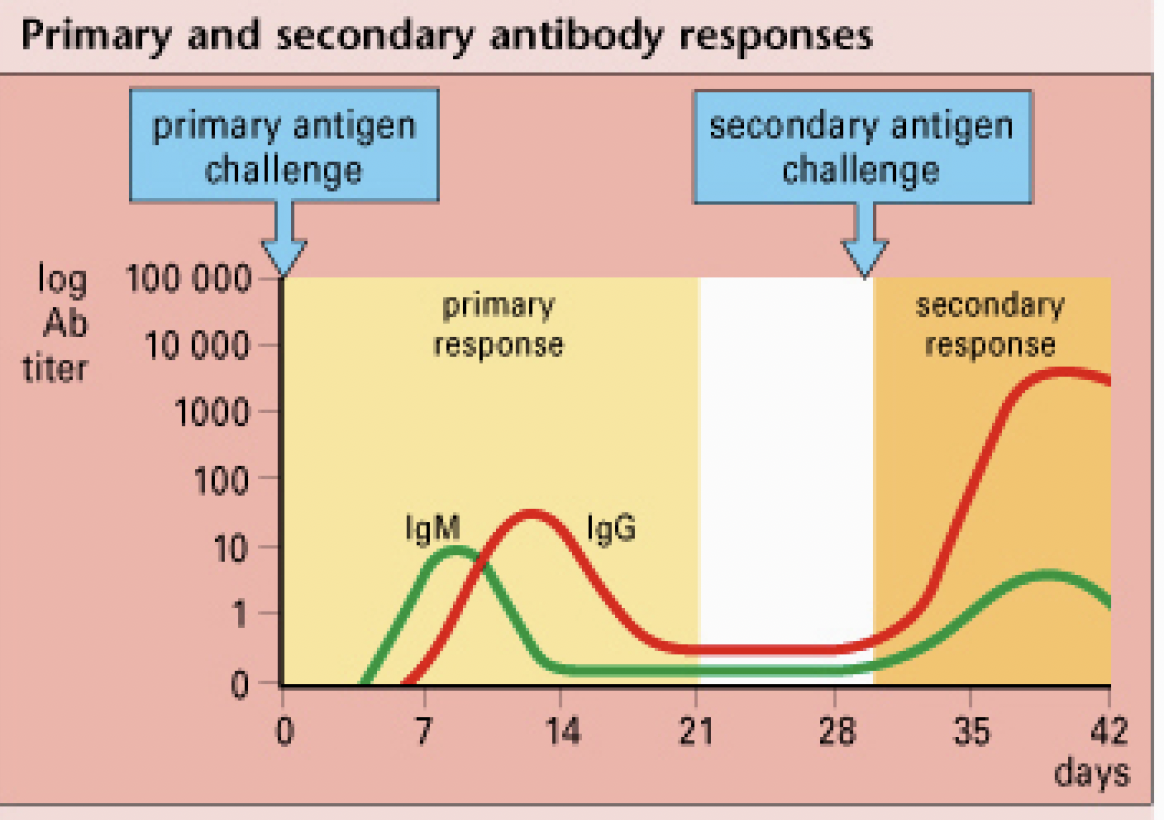 Primary and secondary antibody responses
primary antigen
challenge
secondary antigen
challenge
log
Ab
titer
100 000
10 000
1000
100
10
1
0
primary
response
secondary
response
IgM
IgG
0 7 14 21 28 35 42
days